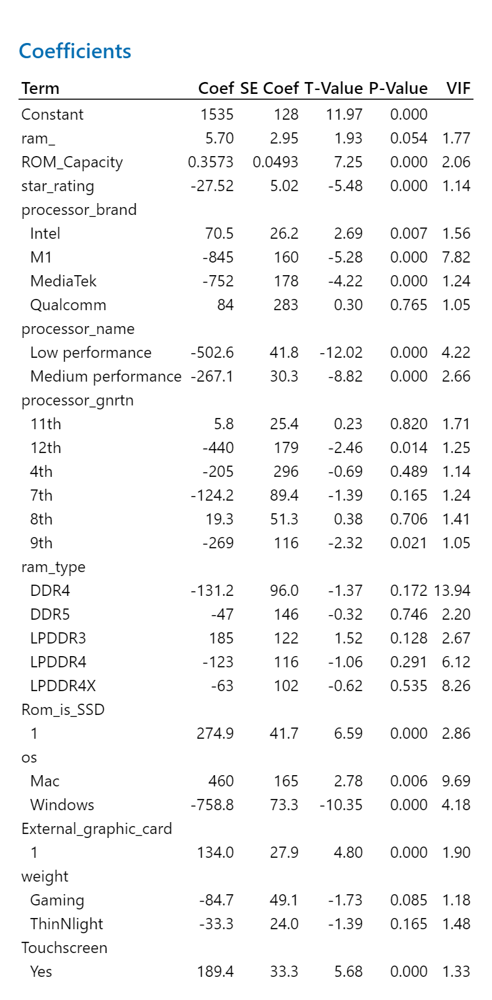 Coefficients
Term Coef SE Coef T-Value P-Value VIF
Constant 1535 128 11.97 0.000
ram_ 5.70 2.95 1.93 0.054 1.77
ROM_Capacity 0.3573 0.0493 7.25 0.000 2.06
star_rating -27.52 5.02 -5.48 0.000 1.14
processor_brand
Intel 70.5 26.2 2.69 0.007 1.56
M1 -845 160 -5.28 0.000 7.82
MediaTek -752 178 -4.22 0.000 1.24
Qualcomm 84 283 0.30 0.765 1.05
processor_name
Low performance -502.6 41.8 -12.02 0.000 4.22
Medium performance -267.1 30.3 -8.82 0.000 2.66
processor_gnrtn
11th 5.8 25.4 0.23 0.820 1.71
12th -440 179 -2.46 0.014 1.25
4th -205 296 -0.69 0.489 1.14
7th -124.2 89.4 -1.39 0.165 1.24
8th 19.3 51.3 0.38 0.706 1.41
9th -269 116 -2.32 0.021 1.05
ram_type
DDR4 -131.2 96.0 -1.37 0.172 13.94
DDR5 -47 146 -0.32 0.746 2.20
LPDDR3 185 122 1.52 0.128 2.67
LPDDR4 -123 116 -1.06 0.291 6.12
LPDDR4X -63 102 -0.62 0.535 8.26
Rom_is_SSD
1 274.9 41.7 6.59 0.000 2.86
os
Mac 460 165 2.78 0.006 9.69
Windows -758.8 73.3 -10.35 0.000 4.18
External_graphic_card
1 134.0 27.9 4.80 0.000 1.90
weight
Gaming -84.7 49.1 -1.73 0.085 1.18
ThinNlight -33.3 24.0 -1.39 0.165 1.48
Touchscreen
Yes 189.4 33.3 5.68 0.000 1.33